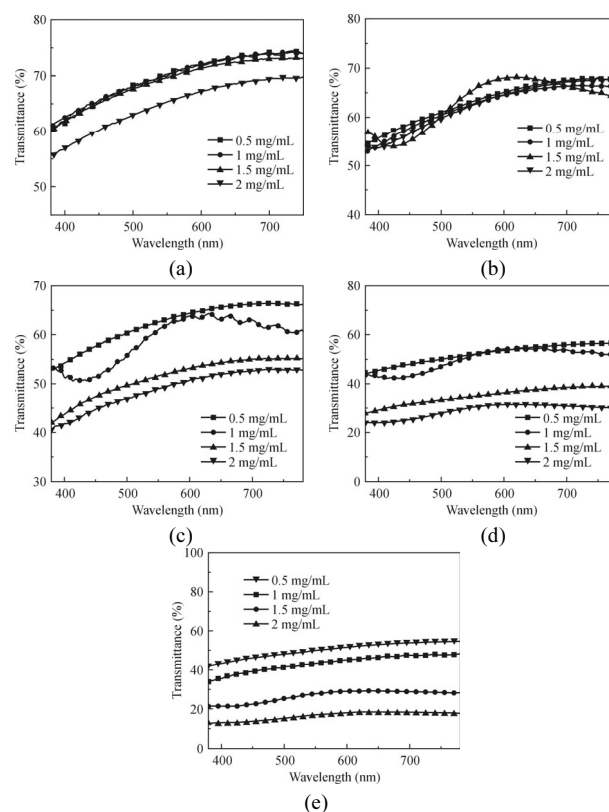 80
70
60
50
Transmittance (%)
0.5 mg/mL
1 mg/mL
1.5 mg/mL
2 mg/mL
400 500 600 700
Wavelength (nm)
(a)
80
70
60
50
40
Transmittance (%)
0.5 mg/mL
1 mg/mL
1.5 mg/mL
2 mg/mL
400 500 600 700
Wavelength (nm)
(b)
70
60
50
40
30
Transmittance (%)
0.5 mg/mL
1 mg/mL
1.5 mg/mL
2 mg/mL
400 500 600 700
Wavelength (nm)
(c)
80
60
40
20
0
Transmittance (%)
0.5 mg/mL
1 mg/mL
1.5 mg/mL
2 mg/mL
400 500 600 700
Wavelength (nm)
(d)
100
80
60
40
20
0
Transmittance (%)
0.5 mg/mL
1 mg/mL
1.5 mg/mL
2 mg/mL
400 500 600 700
Wavelength (nm)
(e)